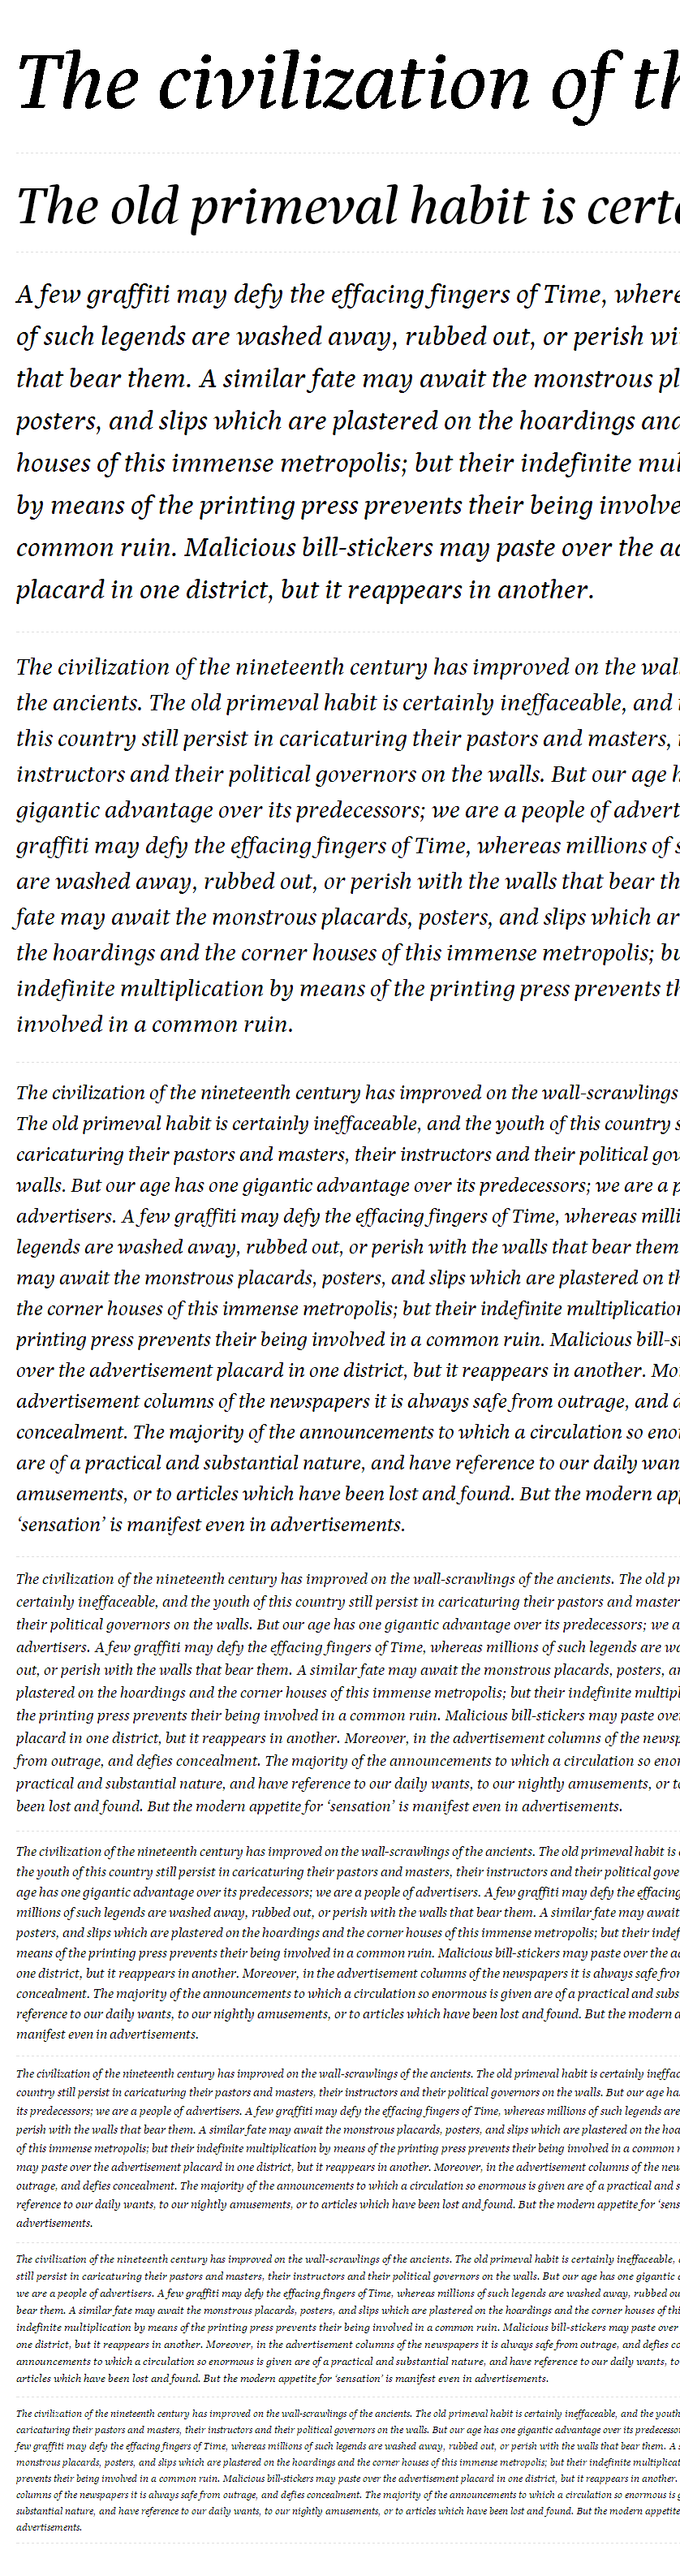 The civilization of th
The old primeval habit is certa
A few graffiti may defy the effacing fingers of Time, where
of such legends are washed away, rubbed out, or perish wi
that bear them. A similar fate may await the monstrous pl
posters, and slips which are plastered on the hoardings and
houses of this immense metropolis; but their indefinite mul
by means of the printing press prevents their being involve
common ruin. Malicious bill-stickers may paste over the ad
placard in one district, but it reappears in another.
The civilization of the nineteenth century has improved on the wal
the ancients. The old primeval habit is certainly ineffaceable, and
this country still persist in caricaturing their pastors and masters,
instructors and their political governors on the walls. But our age h
gigantic advantage over its predecessors; we are a people of advert
graffiti may defy the effacing fingers of Time, whereas millions of s
are washed away, rubbed out, or perish with the walls that bear th
fate may await the monstrous placards, posters, and slips which ar
the hoardings and the corner houses of this immense metropolis; bu
indefinite multiplication by means of the printing press prevents th
involved in a common ruin.
The civilization of the nineteenth century has improved on the wall-scrawlings
The old primeval habit is certainly ineffaceable, and the youth of this country s
caricaturing their pastors and masters, their instructors and their political gov
walls. But our age has one gigantic advantage over its predecessors; we are a p
advertisers. A few graffiti may defy the effacing fingers of Time, whereas milli
legends are washed away, rubbed out, or perish with the walls that bear them
may await the monstrous placards, posters, and slips which are plastered on th
the corner houses of this immense metropolis; but their indefinite multiplication
printing press prevents their being involved in a common ruin. Malicious bill-s
over the advertisement placard in one district, but it reappears in another. Mo
advertisement columns of the newspapers it is always safe from outrage, and d
concealment. The majority of the announcements to which a circulation so enor
are of a practical and substantial nature, and have reference to our daily wan
amusements, or to articles which have been lost and found. But the modern app
‘sensation’ is manifest even in advertisements.
The civilization of the nineteenth century has improved on the wall-scrawlings of the ancients. The old pr
certainly ineffaceable, and the youth of this country still persist in caricaturing their pastors and master
their political governors on the walls. But our age has one gigantic advantage over its predecessors; we a
advertisers. A few graffiti may defy the effacing fingers of Time, whereas millions of such legends are wa
out, or perish with the walls that bear them. A similar fate may await the monstrous placards, posters, an
plastered on the hoardings and the corner houses of this immense metropolis; but their indefinite multipl
the printing press prevents their being involved in a common ruin. Malicious bill-stickers may paste over
placard in one district, but it reappears in another. Moreover, in the advertisement columns of the newsp
from outrage, and defies concealment. The majority of the announcements to which a circulation so enor
practical and substantial nature, and have reference to our daily wants, to our nightly amusements, or to
been lost and found. But the modern appetite for ‘sensation’ is manifest even in advertisements.
The civilization of the nineteenth century has improved on the wall-scrawlings of the ancients. The old primeval habit is
the youth of this country still persist in caricaturing their pastors and masters, their instructors and their political gove
age has one gigantic advantage over its predecessors; we are a people of advertisers. A few graffiti may defy the effacing
millions of such legends are washed away, rubbed out, or perish with the walls that bear them. A similar fate may await
posters, and slips which are plastered on the hoardings and the corner houses of this immense metropolis; but their indef
means of the printing press prevents their being involved in a common ruin. Malicious bill-stickers may paste over the ad
one district, but it reappears in another. Moreover, in the advertisement columns of the newspapers it is always safe from
concealment. The majority of the announcements to which a circulation so enormous is given are of a practical and subs
reference to our daily wants, to our nightly amusements, or to articles which have been lost and found. But the modern a
manifest even in advertisements.
The civilization of the nineteenth century has improved on the wall-scrawlings of the ancients. The old primeval habit is certainly ineffac
country still persist in caricaturing their pastors and masters, their instructors and their political governors on the walls. But our age has
its predecessors; we are a people of advertisers. A few graffiti may defy the effacing fingers of Time, whereas millions of such legends are
perish with the walls that bear them. A similar fate may await the monstrous placards, posters, and slips which are plastered on the hoa
of this immense metropolis; but their indefinite multiplication by means of the printing press prevents their being involved in a common r
may paste over the advertisement placard in one district, but it reappears in another. Moreover, in the advertisement columns of the new
outrage, and defies concealment. The majority of the announcements to which a circulation so enormous is given are of a practical and s
reference to our daily wants, to our nightly amusements, or to articles which have been lost and found. But the modern appetite for ‘sens
advertisements.
The civilization of the nineteenth century has improved on the wall-scrawlings of the ancients. The old primeval habit is certainly ineffaceable,
still persist in caricaturing their pastors and masters, their instructors and their political governors on the walls. But our age has one gigantic
we are a people of advertisers. A few graffiti may defy the effacing fingers of Time, whereas millions of such legends are washed away, rubbed ou
bear them. A similar fate may await the monstrous placards, posters, and slips which are plastered on the hoardings and the corner houses of thi
indefinite multiplication by means of the printing press prevents their being involved in a common ruin. Malicious bill-stickers may paste over
one district, but it reappears in another. Moreover, in the advertisement columns of the newspapers it is always safe from outrage, and defies co
announcements to which a circulation so enormous is given are of a practical and substantial nature, and have reference to our daily wants, to
articles which have been lost and found. But the modern appetite for ‘sensation’ is manifest even in advertisements.
The civilization of the nineteenth century has improved on the wall-scrawlings of the ancients. The old primeval habit is certainly ineffaceable, and the youth
caricaturing their pastors and masters, their instructors and their political governors on the walls. But our age has one gigantic advantage over its predecessor
few graffiti may defy the effacing fingers of Time, whereas millions of such legends are washed away, rubbed out, or perish with the walls that bear them. A s
monstrous placards, posters, and slips which are plastered on the hoardings and the corner houses of this immense metropolis; but their indefinite multiplicat
prevents their being involved in a common ruin. Malicious bill-stickers may paste over the advertisement placard in one district, but it reappears in another.
columns of the newspapers it is always safe from outrage, and defies concealment. The majority of the announcements to which a circulation so enormous is g
substantial nature, and have reference to our daily wants, to our nightly amusements, or to articles which have been lost and found. But the modern appetite
advertisements.